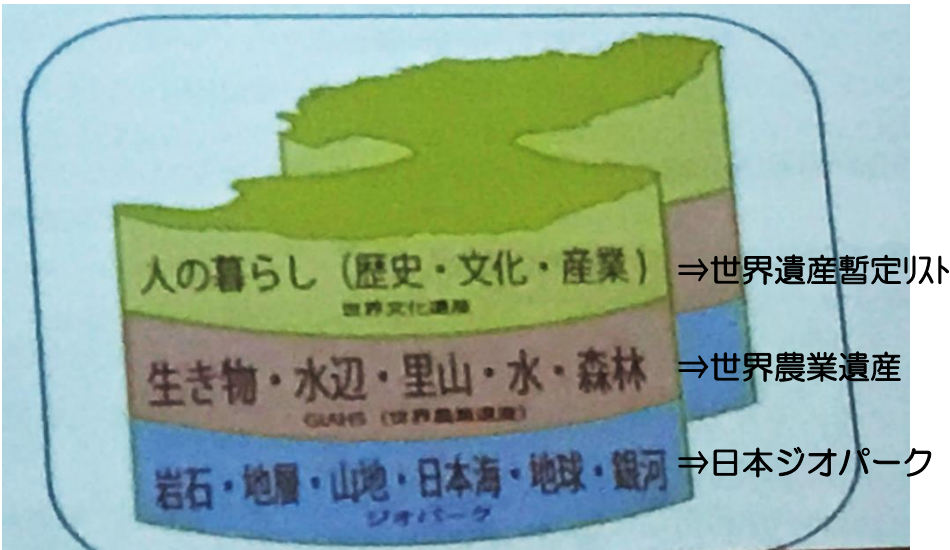 人の暮らし（歴史・文化・産業）
世界文化遺産
⇒世界遺産暫定リスト
生き物・水辺・里山・水・森林
GIAHS（世界農業遺産）
⇒世界農業遺産
岩石・地層・山地・日本海・地球・銀河
ジオパーク
⇒日本ジオパーク